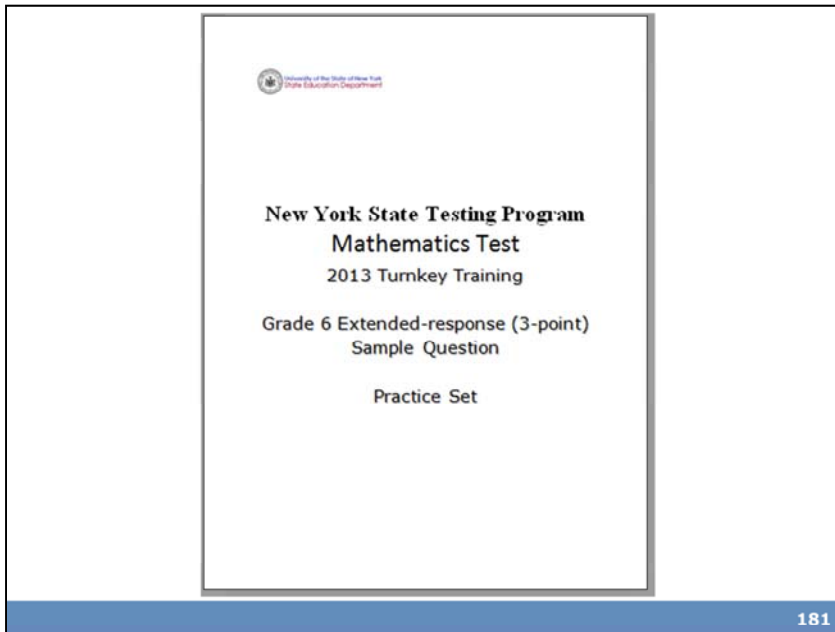 University of the State of New York
State Education Department
New York State Testing Program
Mathematics Test
2013 Turnkey Training
Grade 6 Extended-response (3-point)
Sample Question
Practice Set
181